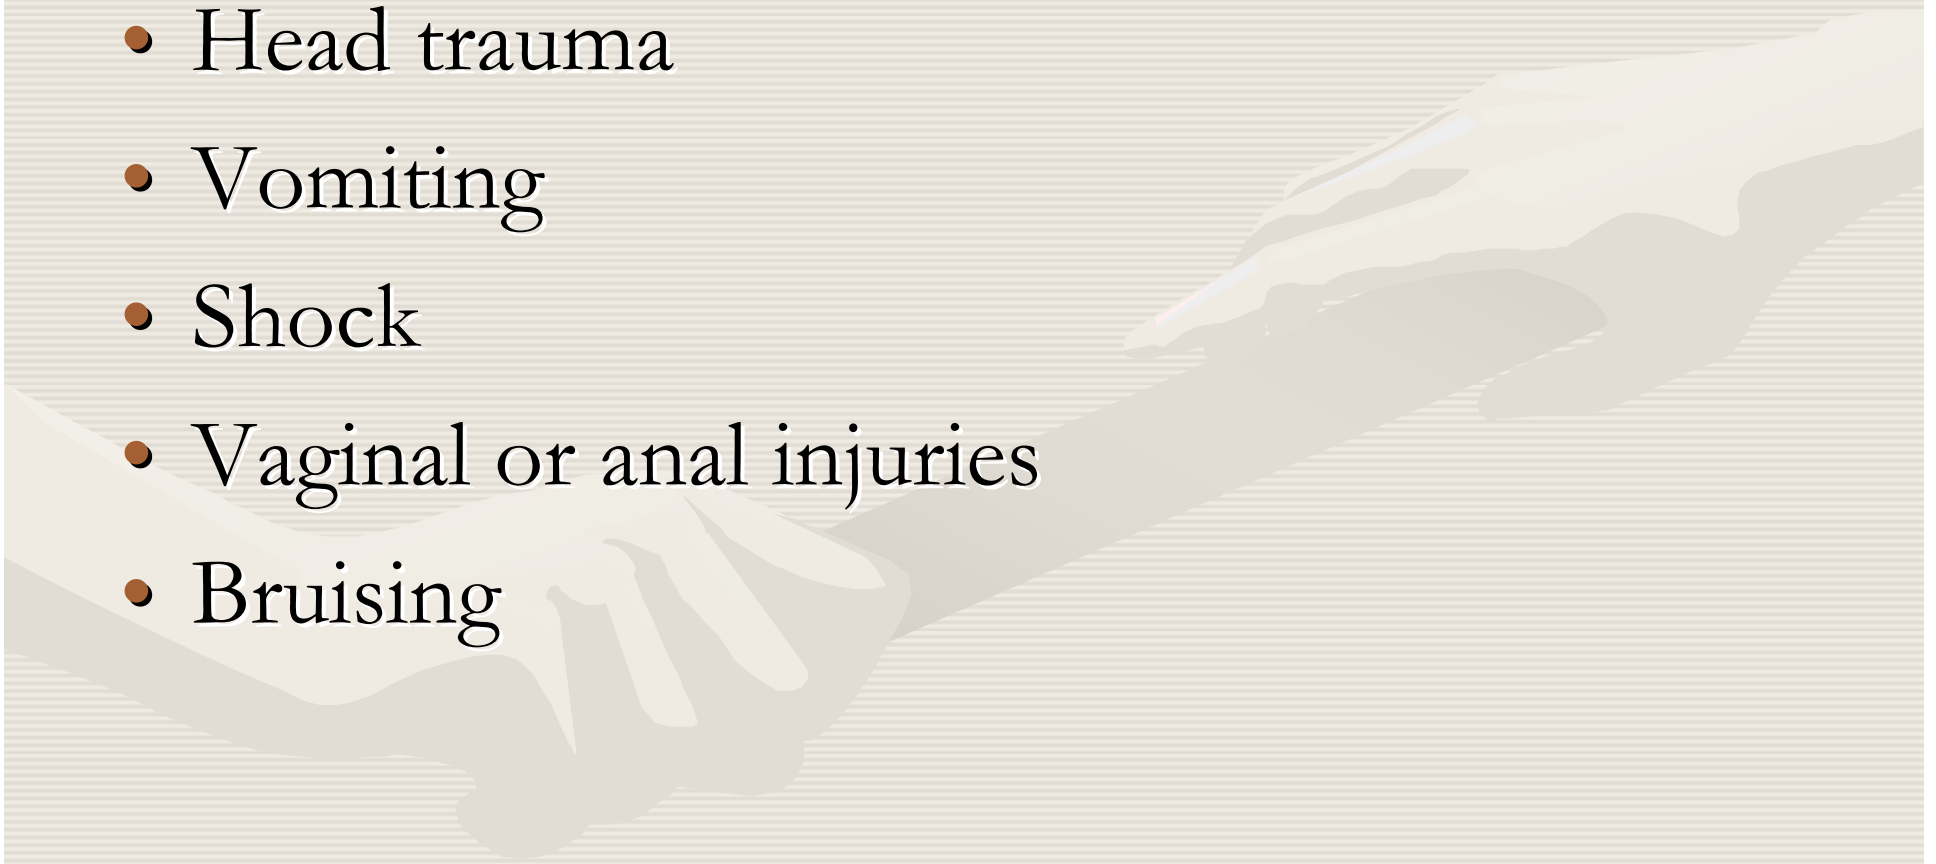 • Head trauma
• Vomiting
• Shock
• Vaginal or anal injuries
• Bruising